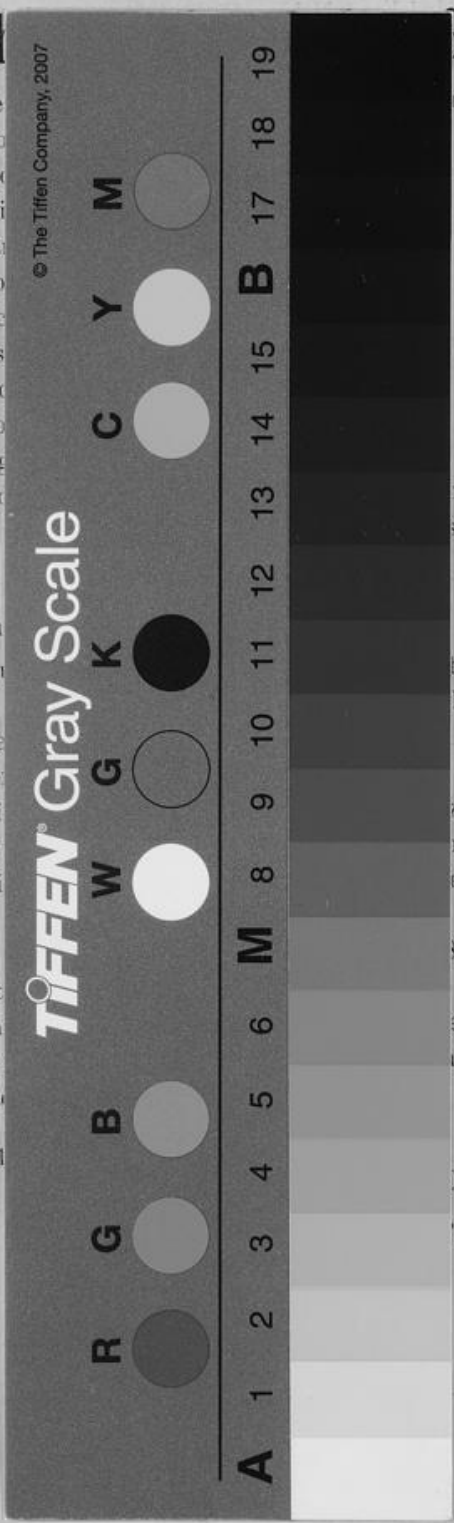 TIFFEN® Gray Scale
© The Tiffen Company, 2007
R G B W G K C Y M
A 1 2 3 4 5 6 M 8 9 10 11 12 13 14 15 B 17 18 19